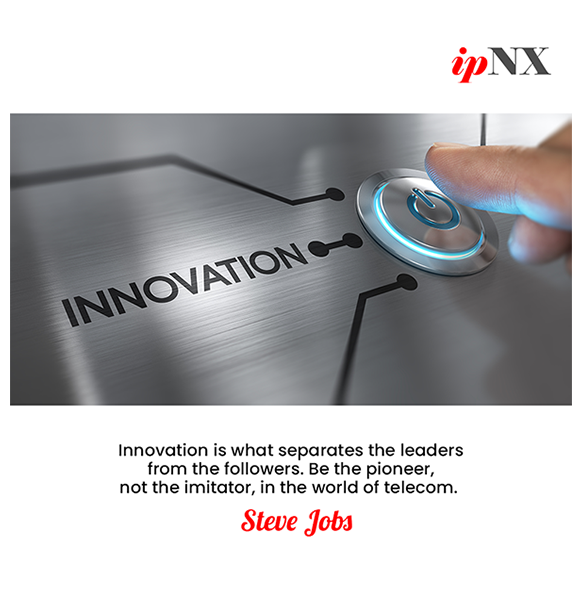 ipNX
INNOVATION
Innovation is what separates the leaders
from the followers. Be the pioneer,
not the imitator, in the world of telecom.
Steve Jobs